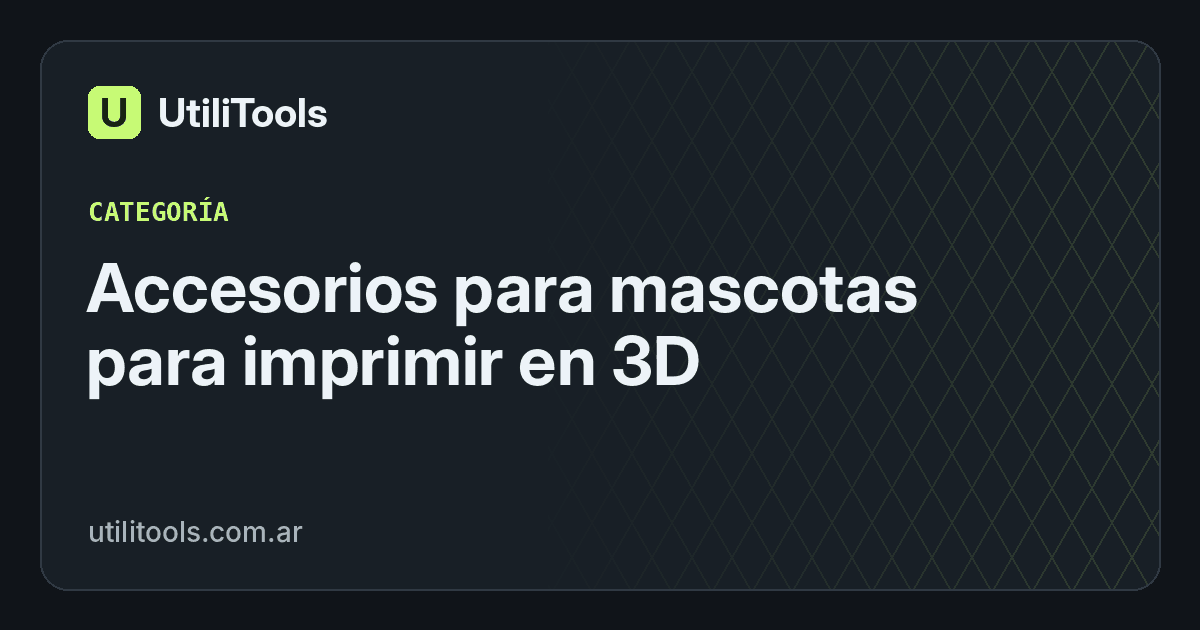 U UtiliTools
CATEGORÍA
Accesorios para mascotas
para imprimir en 3D
utilitools.com.ar